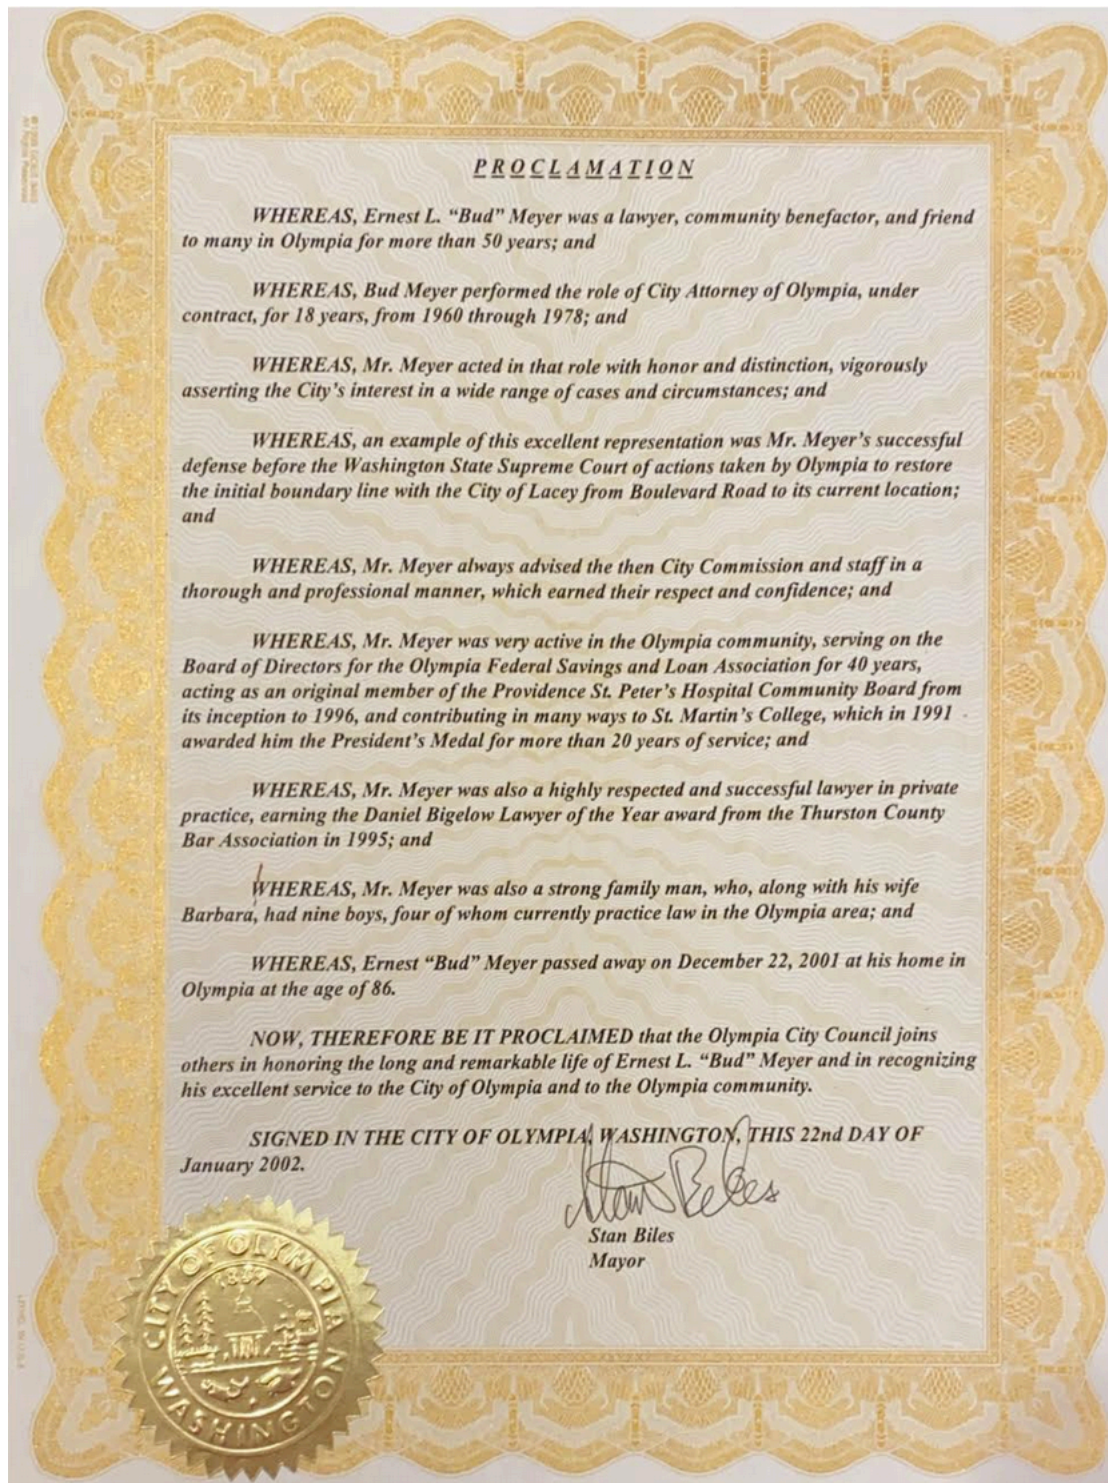 PROCLAMATION
WHEREAS, Ernest L. “Bud” Meyer was a lawyer, community benefactor, and friend
to many in Olympia for more than 50 years; and
WHEREAS, Bud Meyer performed the role of City Attorney of Olympia, under
contract, for 18 years, from 1960 through 1978; and
WHEREAS, Mr. Meyer acted in that role with honor and distinction, vigorously
asserting the City’s interest in a wide range of cases and circumstances; and
WHEREAS, an example of this excellent representation was Mr. Meyer’s successful
defense before the Washington State Supreme Court of actions taken by Olympia to restore
the initial boundary line with the City of Lacey from Boulevard Road to its current location;
and
WHEREAS, Mr. Meyer always advised the then City Commission and staff in a
thorough and professional manner, which earned their respect and confidence; and
WHEREAS, Mr. Meyer was very active in the Olympia community, serving on the
Board of Directors for the Olympia Federal Savings and Loan Association for 40 years,
acting as an original member of the Providence St. Peter’s Hospital Community Board from
its inception to 1996, and contributing in many ways to St. Martin’s College, which in 1991
awarded him the President’s Medal for more than 20 years of service; and
WHEREAS, Mr. Meyer was also a highly respected and successful lawyer in private
practice, earning the Daniel Bigelow Lawyer of the Year award from the Thurston County
Bar Association in 1995; and
WHEREAS, Mr. Meyer was also a strong family man, who, along with his wife
Barbara, had nine boys, four of whom currently practice law in the Olympia area; and
WHEREAS, Ernest “Bud” Meyer passed away on December 22, 2001 at his home in
Olympia at the age of 86.
NOW, THEREFORE BE IT PROCLAIMED that the Olympia City Council joins
others in honoring the long and remarkable life of Ernest L. “Bud” Meyer and in recognizing
his excellent service to the City of Olympia and to the Olympia community.
SIGNED IN THE CITY OF OLYMPIA, WASHINGTON, THIS 22nd DAY OF
January 2002.
Stan Biles
Stan Biles
Mayor
CITY OF OLYMPIA
WASHINGTON